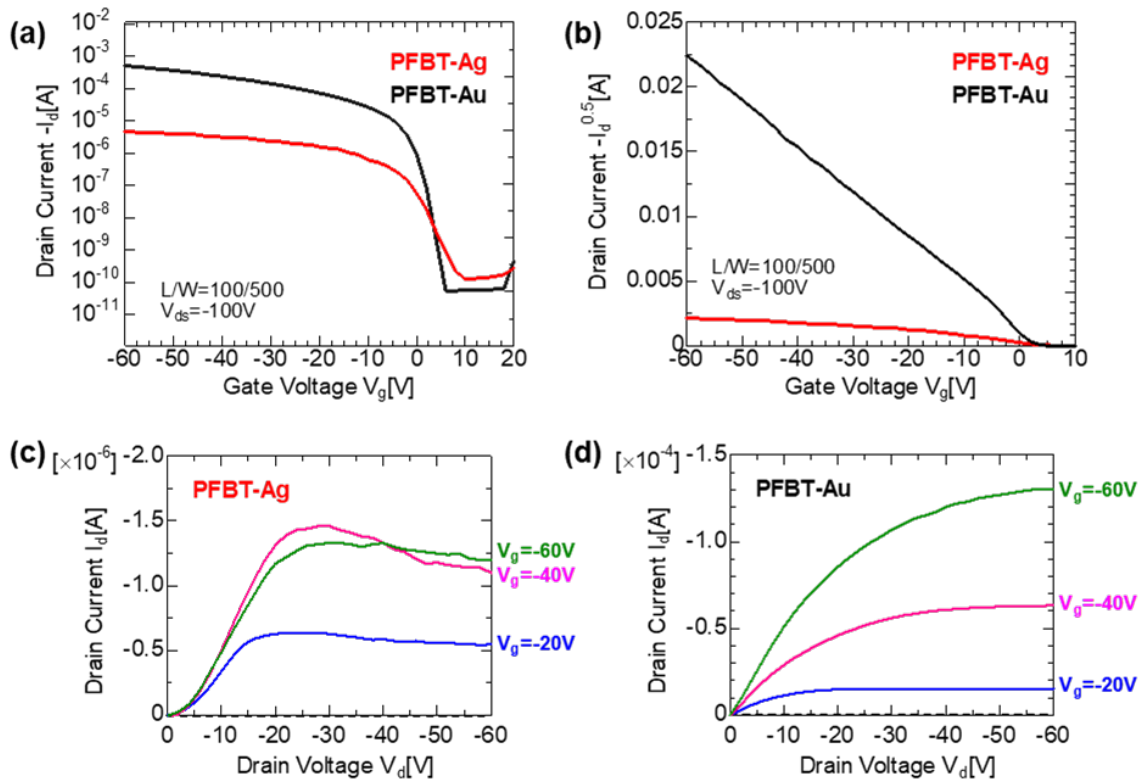 (a)
Drain Current -I_d[A]
10^-2
10^-3
10^-4
10^-5
10^-6
10^-7
10^-8
10^-9
10^-10
10^-11
PFBT-Ag
PFBT-Au
L/W=100/500
V_ds=-100V
-60 -50 -40 -30 -20 -10 0 10 20
Gate Voltage V_g[V]
(b)
Drain Current -I_d^0.5[A]
0.025
0.02
0.015
0.01
0.005
0
PFBT-Ag
PFBT-Au
L/W=100/500
V_ds=-100V
-60 -50 -40 -30 -20 -10 0 10
Gate Voltage V_g[V]
(c)
[×10^-6]
Drain Current I_d[A]
-2.0
-1.5
-1.0
-0.5
0
PFBT-Ag
V_g=-60V
V_g=-40V
V_g=-20V
0 -10 -20 -30 -40 -50 -60
Drain Voltage V_d[V]
(d)
[×10^-4]
Drain Current I_d[A]
-1.5
-1.0
-0.5
0
PFBT-Au
V_g=-60V
V_g=-40V
V_g=-20V
0 -10 -20 -30 -40 -50 -60
Drain Voltage V_d[V]